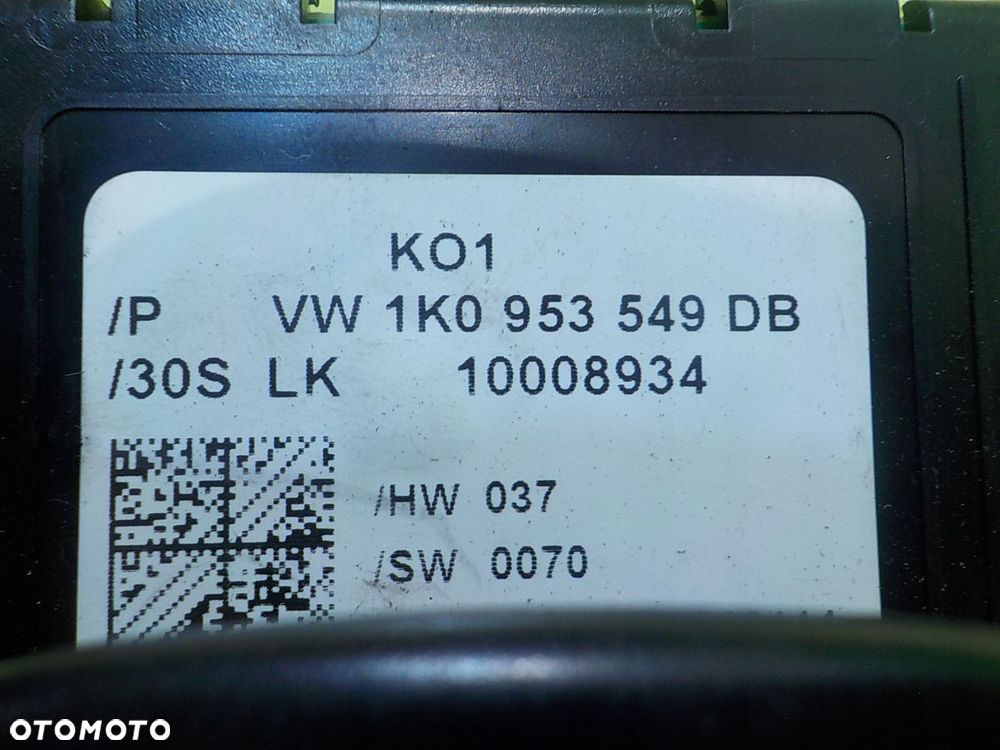 KO1
/P VW 1K0 953 549 DB
/30S LK 10008934
/HW 037
/SW 0070
OTOMOTO